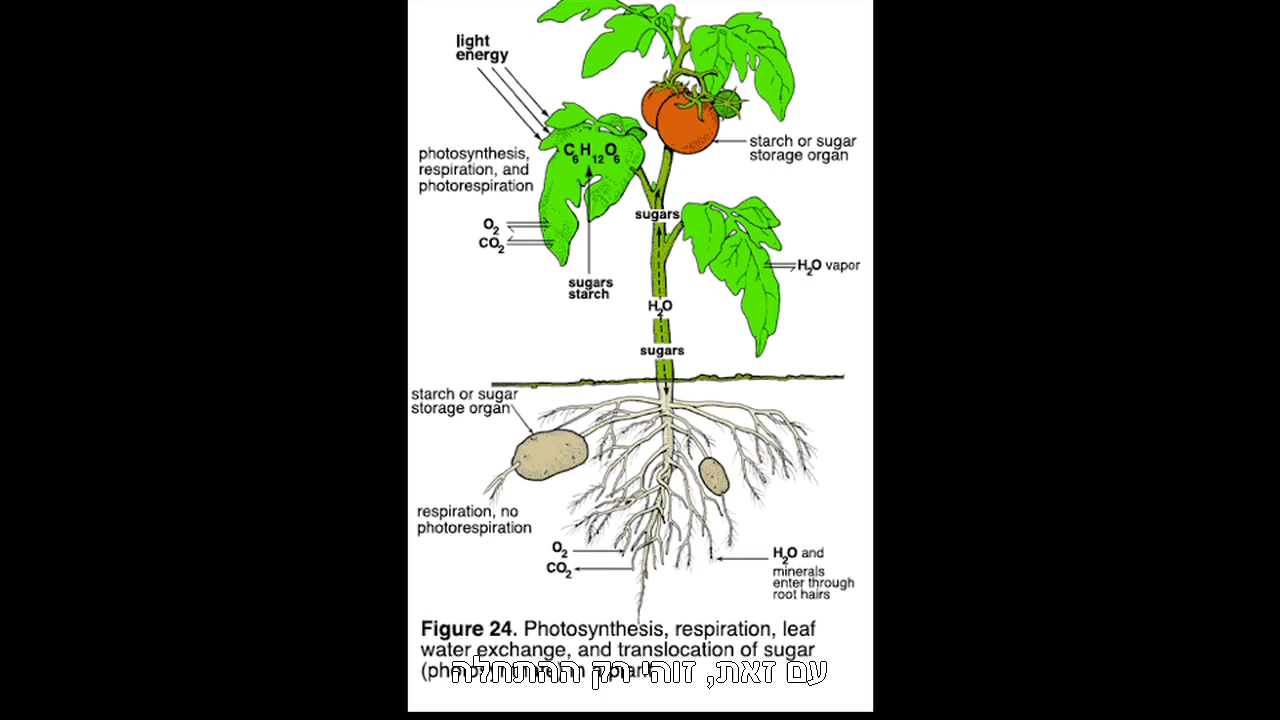 light
energy
photosynthesis,
respiration, and
photorespiration
C6H12O6
O2
CO2
sugars
starch
starch or sugar
storage organ
sugars
H2O vapor
H2O
sugars
starch or sugar
storage organ
respiration, no
photorespiration
O2
CO2
H2O and
minerals
enter through
root hairs
Figure 24. Photosynthesis, respiration, leaf
water exchange, and translocation of sugar
עם זאת, זוהי רק ההתחלה